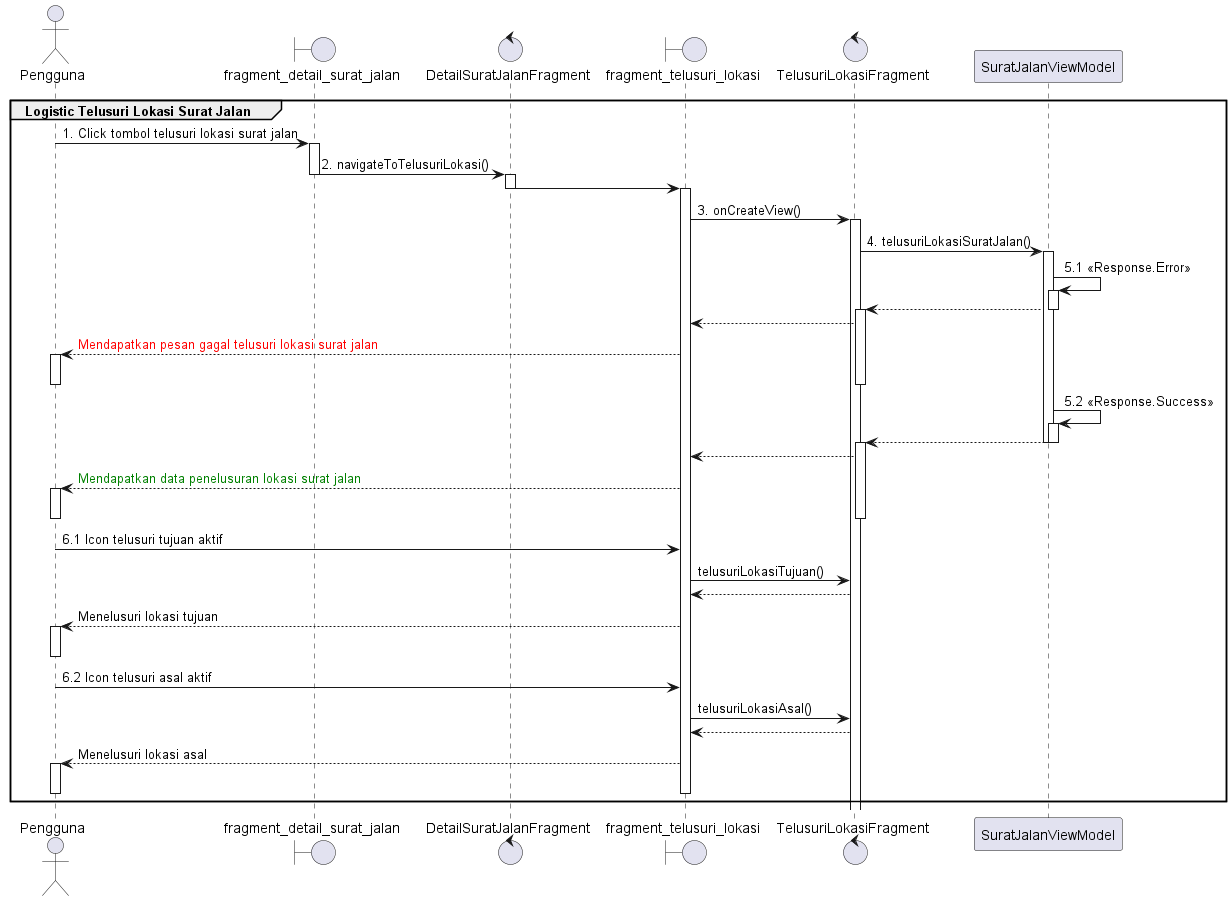 Pengguna
fragment_detail_surat_jalan
DetailSuratJalanFragment
fragment_telusuri_lokasi
TelusuriLokasiFragment
SuratJalanViewModel
Logistic Telusuri Lokasi Surat Jalan
1. Click tombol telusuri lokasi surat jalan
2. navigateToTelusuriLokasi()
3. onCreateView()
4. telusuriLokasiSuratJalan()
5.1 «Response.Error»
Mendapatkan pesan gagal telusuri lokasi surat jalan
5.2 «Response.Success»
Mendapatkan data penelusuran lokasi surat jalan
6.1 Icon telusuri tujuan aktif
telusuriLokasiTujuan()
Menelusuri lokasi tujuan
6.2 Icon telusuri asal aktif
telusuriLokasiAsal()
Menelusuri lokasi asal
Pengguna
fragment_detail_surat_jalan
DetailSuratJalanFragment
fragment_telusuri_lokasi
TelusuriLokasiFragment
SuratJalanViewModel